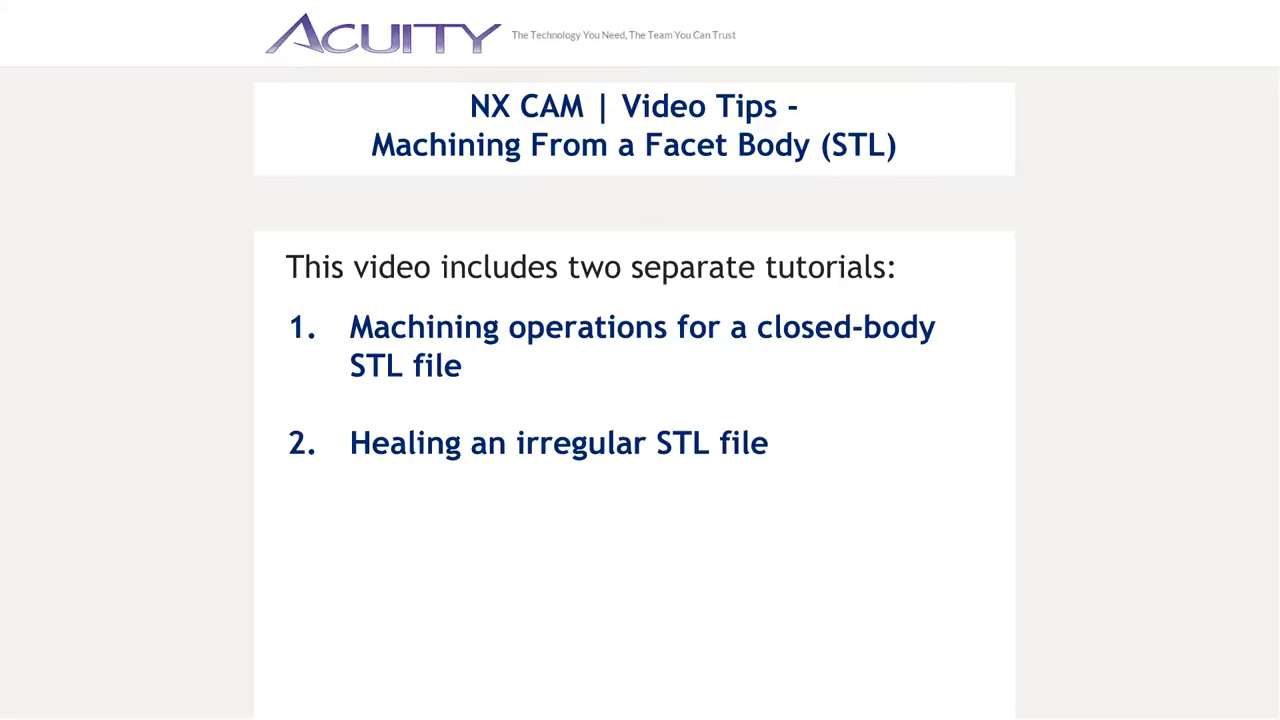 ACUITY The Technology You Need, The Team You Can Trust
NX CAM | Video Tips -
Machining From a Facet Body (STL)
This video includes two separate tutorials:
1. Machining operations for a closed-body
STL file
2. Healing an irregular STL file